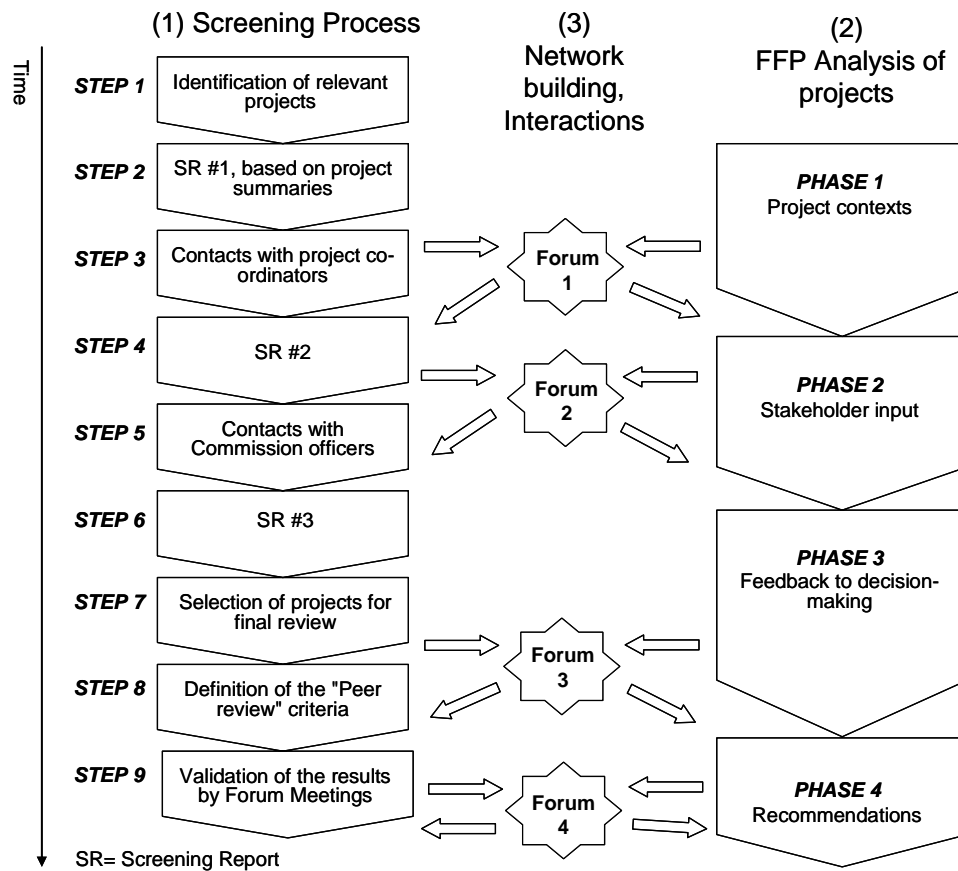 (1) Screening Process
(3)
Network
building,
Interactions
(2)
FFP Analysis of
projects
Time
STEP 1
Identification of relevant
projects
STEP 2
SR #1, based on project
summaries
STEP 3
Contacts with project co-
ordinators
STEP 4
SR #2
STEP 5
Contacts with
Commission officers
STEP 6
SR #3
STEP 7
Selection of projects for
final review
STEP 8
Definition of the "Peer
review" criteria
STEP 9
Validation of the results
by Forum Meetings
Forum
1
Forum
2
Forum
3
Forum
4
PHASE 1
Project contexts
PHASE 2
Stakeholder input
PHASE 3
Feedback to decision-
making
PHASE 4
Recommendations
SR= Screening Report